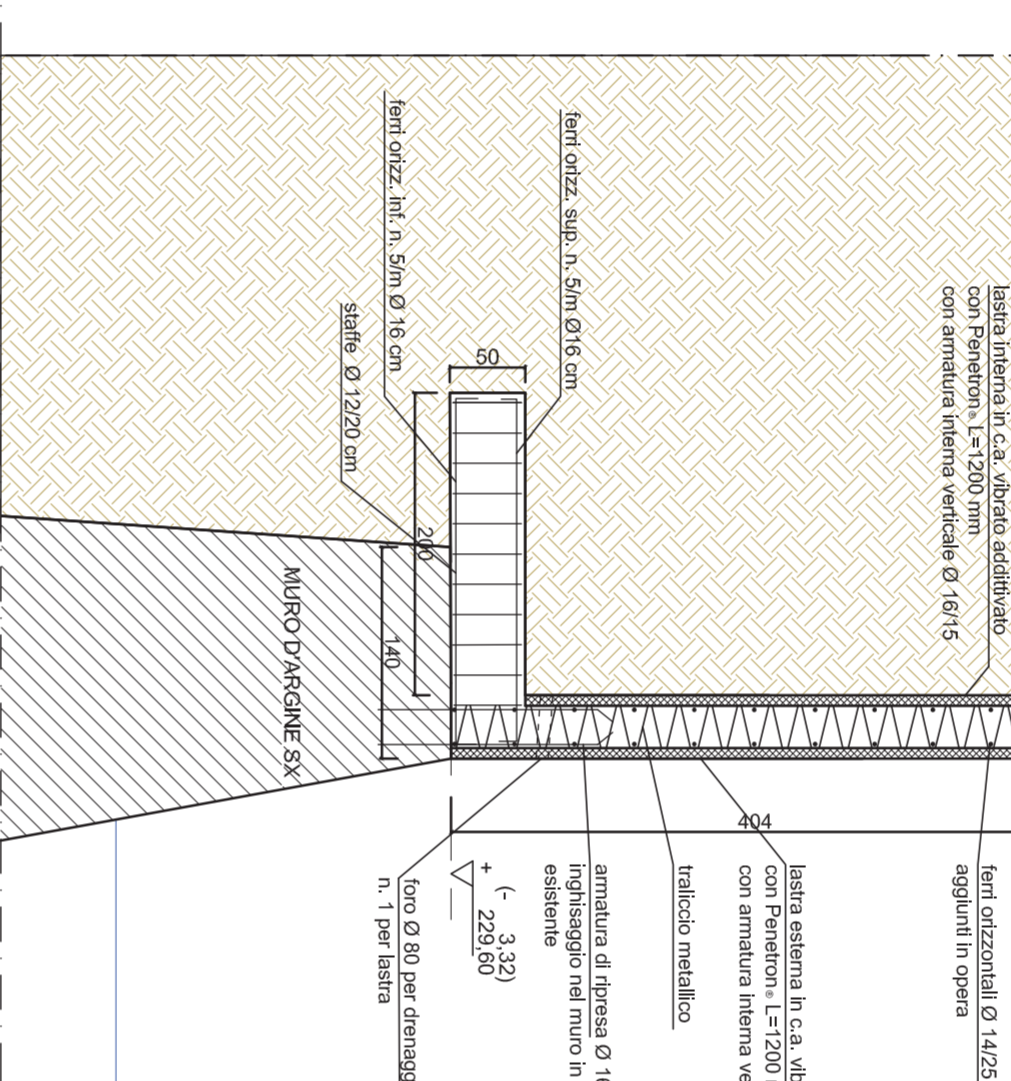 lastra interna in c.a. vibrato addittivato
con Penetron® L=1200 mm
con armatura interna verticale Ø 16/15
ferri orizz. sup. n. 5/m Ø16 cm
ferri orizz. inf. n. 5/m Ø 16 cm
staffe Ø 12/20 cm
50
200
140
MURO D'ARGINE SX
404
ferri orizzontali Ø 14/25
aggiunti in opera
lastra esterna in c.a. vib
con Penetron® L=1200
con armatura interna ve
traliccio metallico
armatura di ripresa Ø 16
inghisaggio nel muro in
esistente
(- 3,32)
+ 229,60
foro Ø 80 per drenagg
n. 1 per lastra